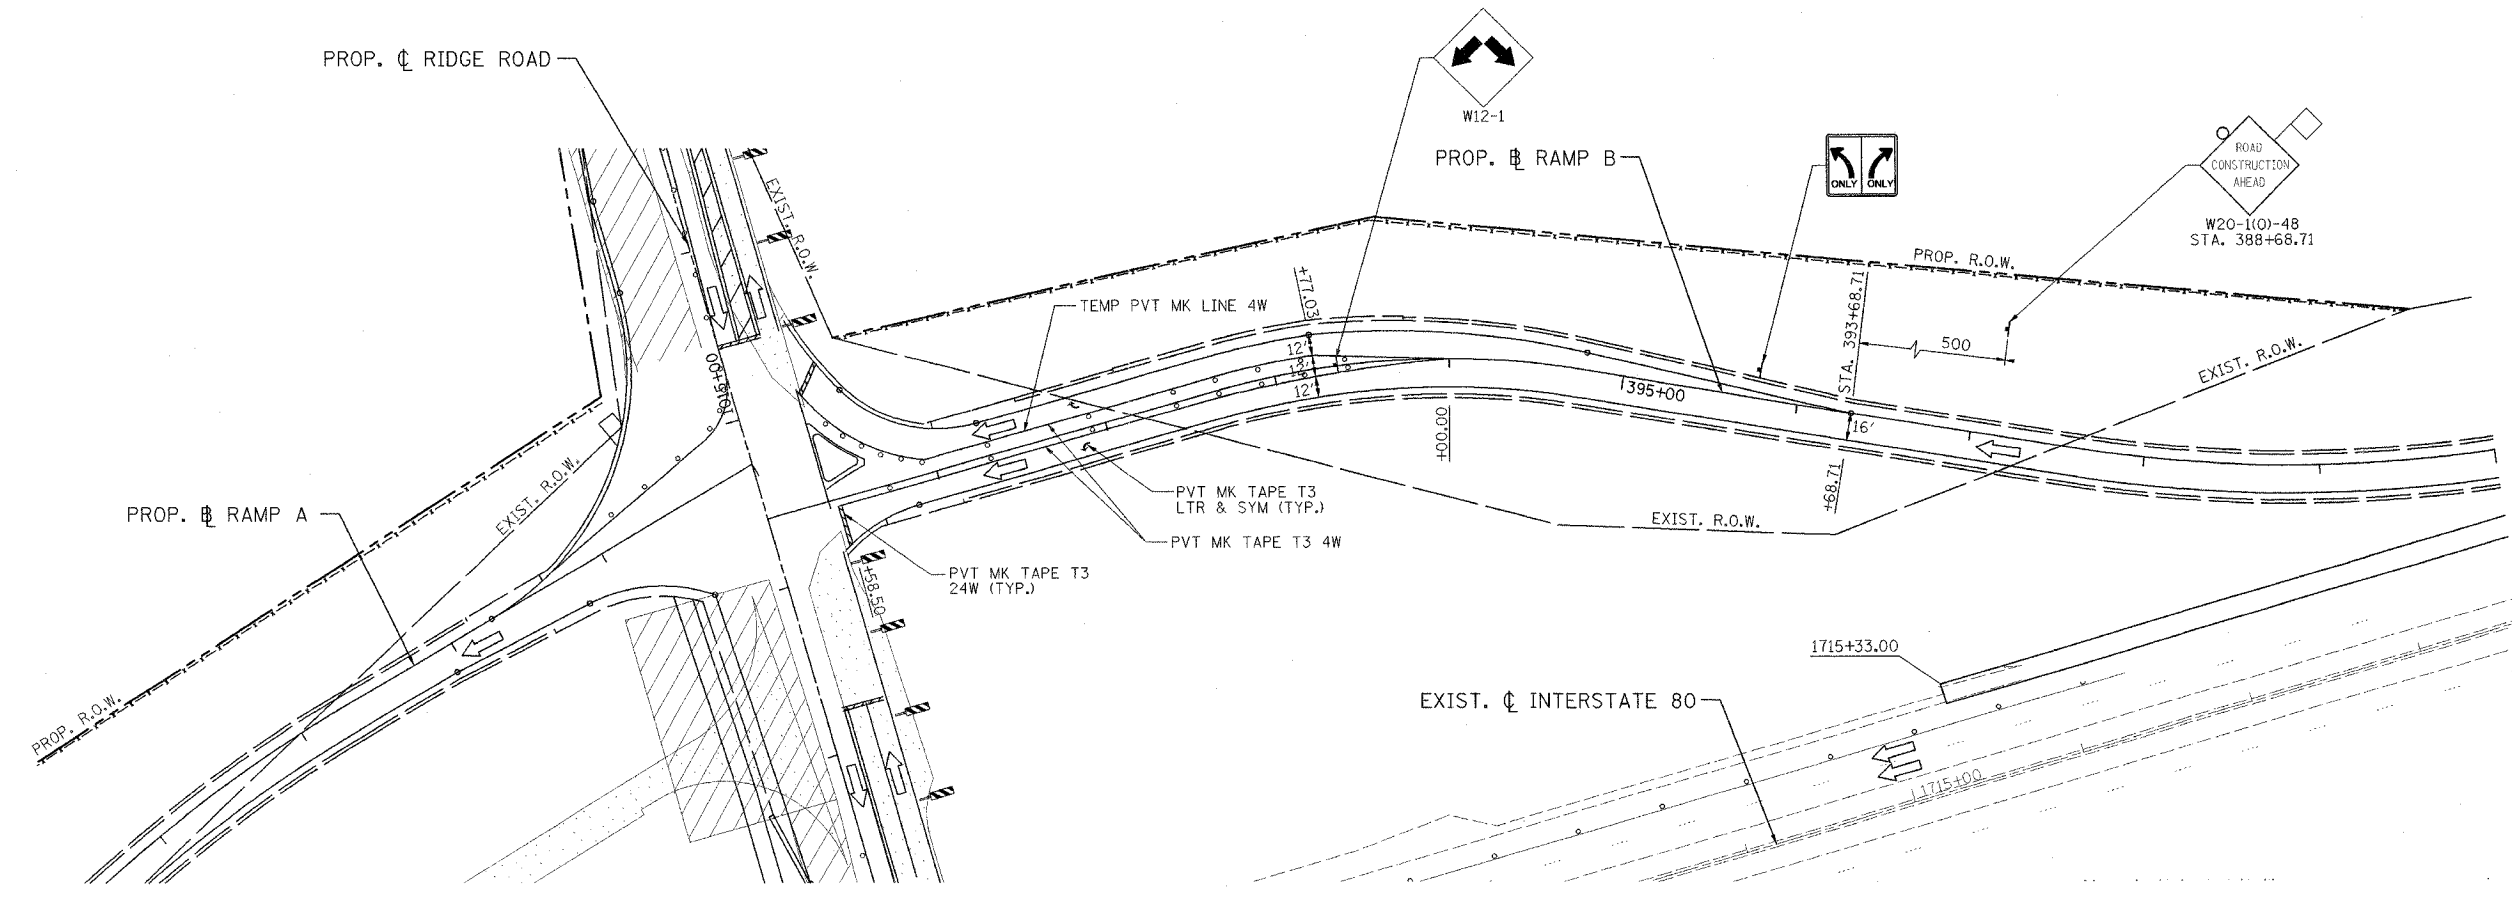 PROP. ℄ RIDGE ROAD
W12-1
PROP. B̶L RAMP B
ONLY ONLY
ROAD
CONSTRUCTION
AHEAD
W20-1(O)-48
STA. 388+68.71
EXIST. R.O.W.
PROP. R.O.W.
+77.03
TEMP PVT MK LINE 4W
STA. 393+68.71
500
EXIST. R.O.W.
12'
12'
395+00
16'
+00.00
+68.71
EXIST. R.O.W.
EXIST. R.O.W.
PROP. B̶L RAMP A
PVT MK TAPE T3
LTR & SYM (TYP.)
PVT MK TAPE T3 4W
PVT MK TAPE T3
24W (TYP.)
+58.50
PROP. R.O.W.
1715+33.00
EXIST. ℄ INTERSTATE 80
1715+00